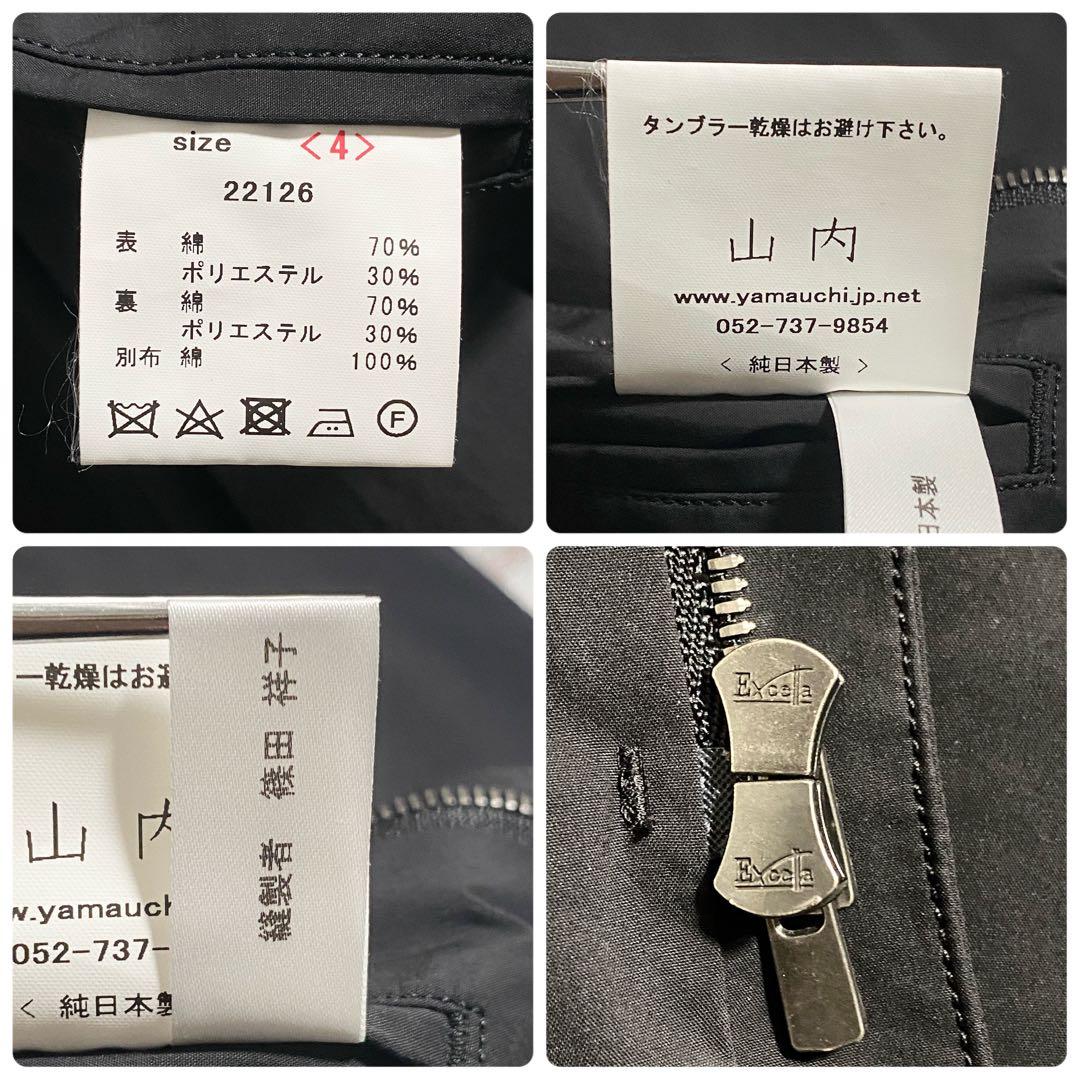 size <4>
22126
表 綿 70%
ポリエステル 30%
裏 綿 70%
ポリエステル 30%
別布 綿 100%
F
タンブラー乾燥はお避け下さい。
山内
www.yamauchi.jp.net
052-737-9854
< 純日本製 >
日本製
ー乾燥はお避
山内
w.yamauch
052-737-
< 純日本製
縫製者 篠田 祥子
Excella
Excella